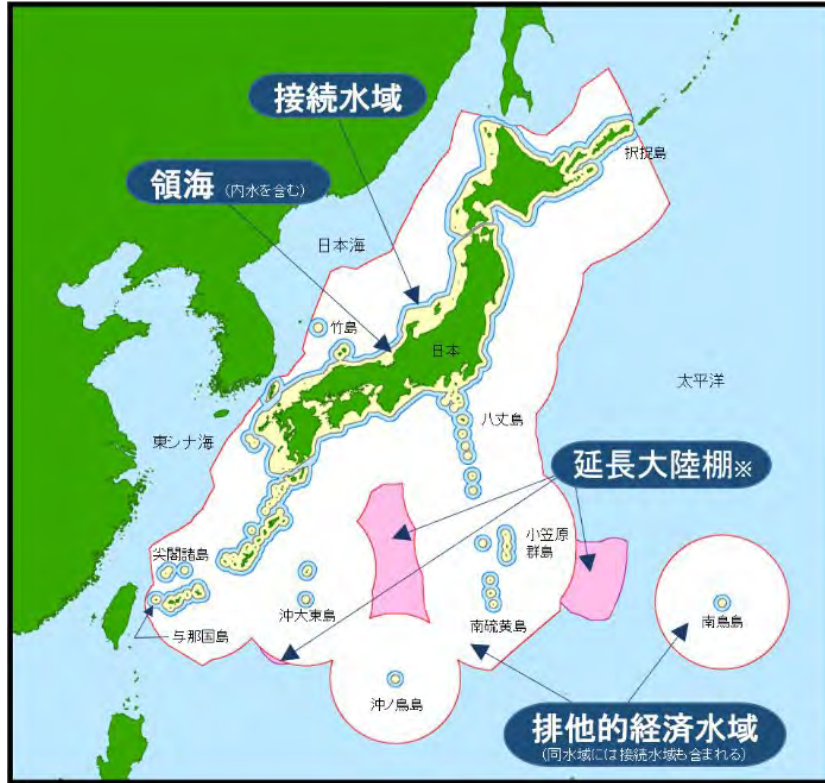 接続水域
択捉島
領海(内水を含む)
日本海
竹島
日本
太平洋
八丈島
東シナ海
延長大陸棚※
小笠原
群島
尖閣諸島
沖大東島
南硫黄島
南鳥島
与那国島
沖ノ鳥島
排他的経済水域
(同水域には接続水域も含まれる)